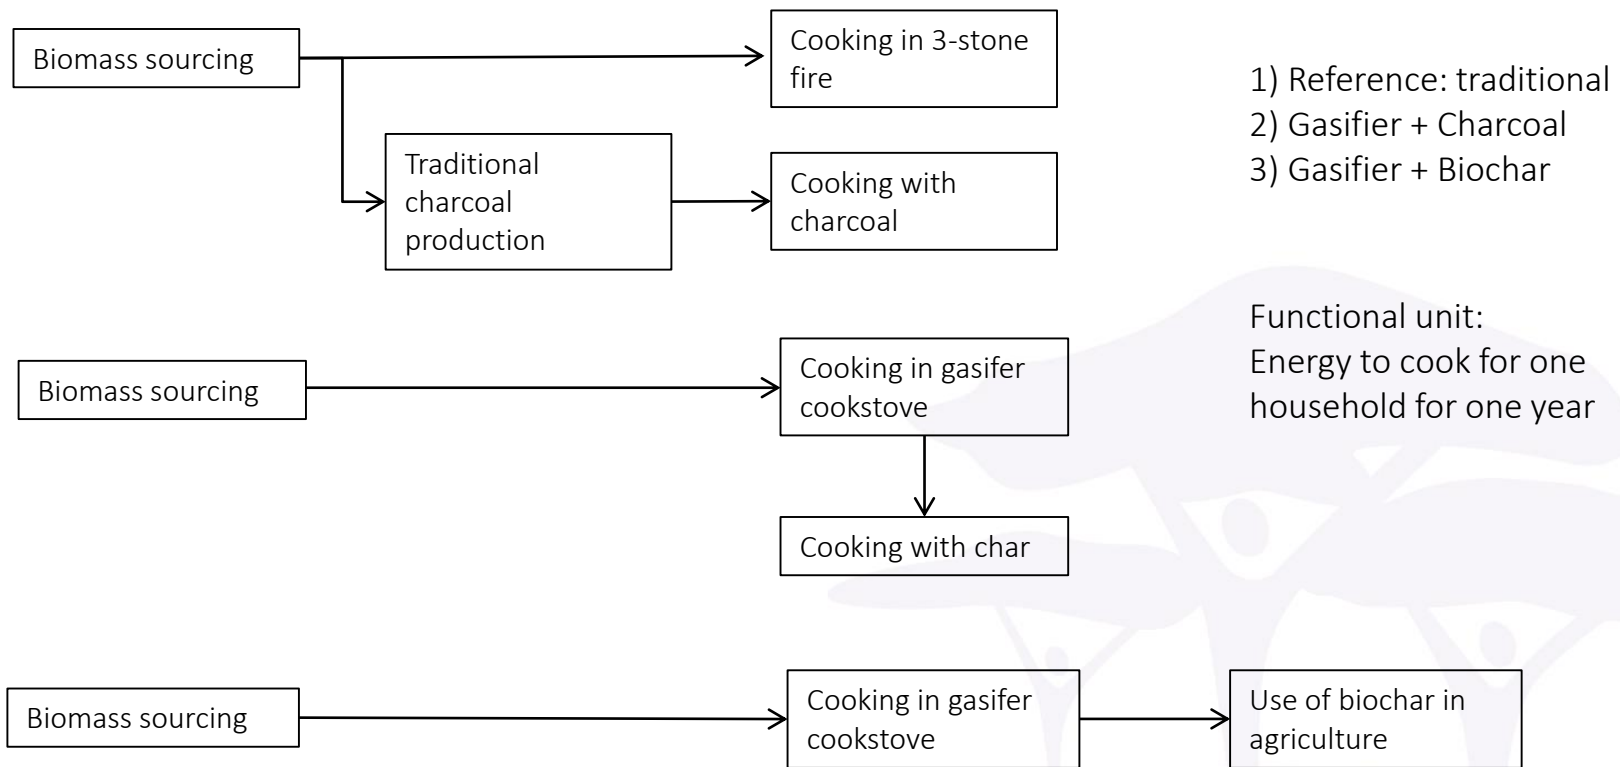 Biomass sourcing
Cooking in 3-stone
fire
Traditional
charcoal
production
Cooking with
charcoal
1) Reference: traditional
2) Gasifier + Charcoal
3) Gasifier + Biochar
Functional unit:
Energy to cook for one
household for one year
Biomass sourcing
Cooking in gasifer
cookstove
Cooking with char
Biomass sourcing
Cooking in gasifer
cookstove
Use of biochar in
agriculture